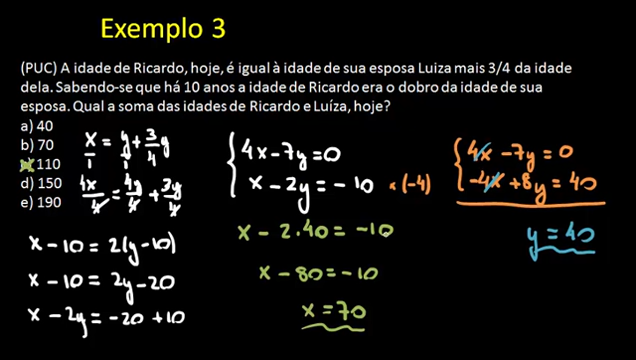 Exemplo 3
(PUC) A idade de Ricardo, hoje, é igual à idade de sua esposa Luiza mais 3/4 da idade
dela. Sabendo-se que há 10 anos a idade de Ricardo era o dobro da idade de sua
esposa. Qual a soma das idades de Ricardo e Luíza, hoje?
a) 40
b) 70
c) 110
d) 150
e) 190
x/1 = y/1 + 3/4 y
4x/4 = 4y/4 + 3y/4
x - 10 = 2(y - 10)
x - 10 = 2y - 20
x - 2y = -20 + 10
4x - 7y = 0
x - 2y = -10 × (-4)
x - 2.40 = -10
x - 80 = -10
x = 70
4x - 7y = 0
-4x + 8y = 40
y = 40